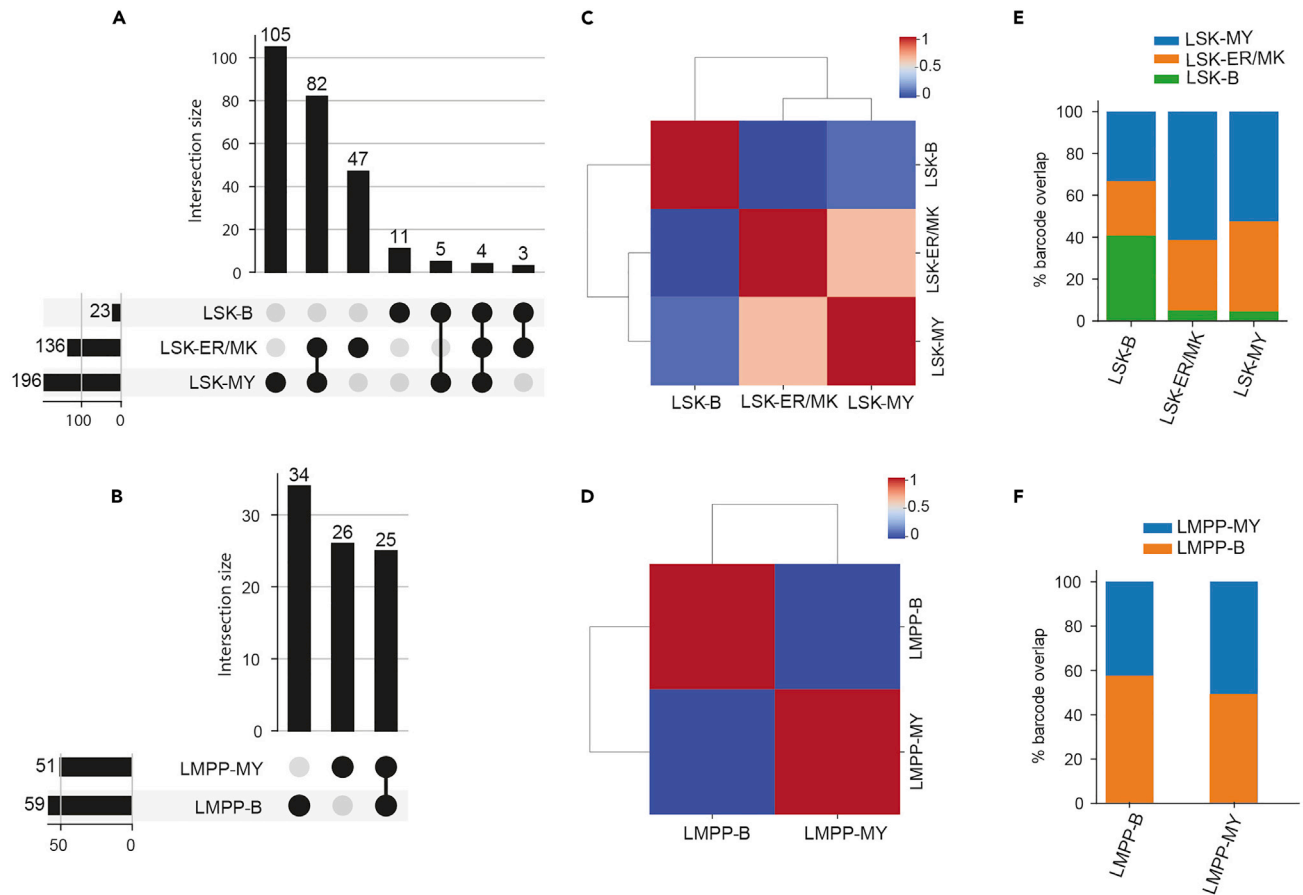 A
105
82
47
11
5
4
3
100
80
60
40
20
0
Intersection size
23
LSK-B
136
LSK-ER/MK
196
LSK-MY
100 0
C
1
0.5
0
LSK-B
LSK-ER/MK
LSK-MY
LSK-B LSK-ER/MK LSK-MY
E
LSK-MY
LSK-ER/MK
LSK-B
100
80
60
40
20
0
% barcode overlap
LSK-B
LSK-ER/MK
LSK-MY
B
34
26
25
30
20
10
0
Intersection size
51
LMPP-MY
59
LMPP-B
50 0
D
1
0.5
0
LMPP-B
LMPP-MY
LMPP-B LMPP-MY
F
LMPP-MY
LMPP-B
100
80
60
40
20
0
% barcode overlap
LMPP-B
LMPP-MY